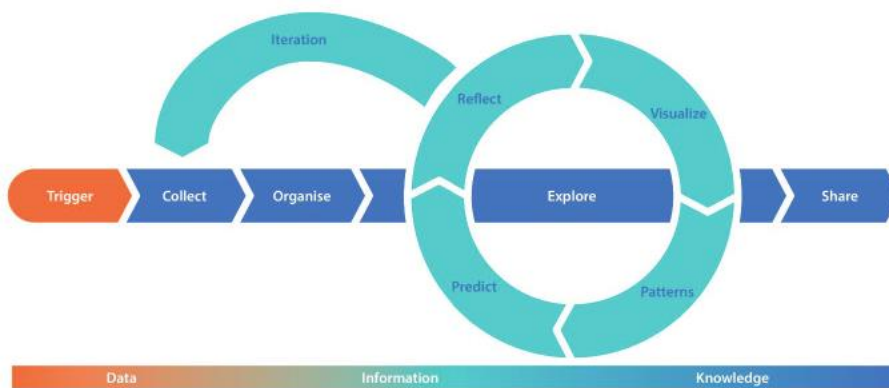 Iteration
Reflect
Visualize
Trigger
Collect
Organise
Explore
Share
Predict
Patterns
Data
Information
Knowledge